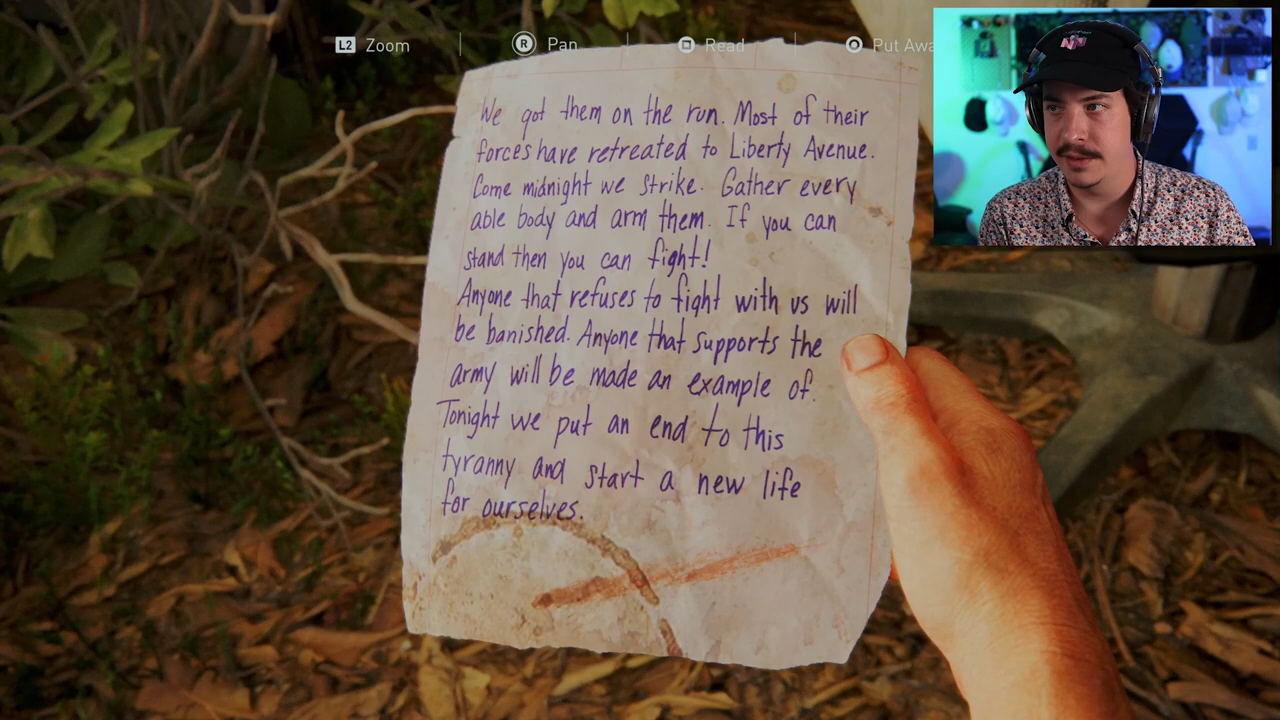 L2 Zoom
R Pan
Read
Put Awa
We got them on the run. Most of their
forces have retreated to Liberty Avenue.
Come midnight we strike. Gather every
able body and arm them. If you can
stand then you can fight!
Anyone that refuses to fight with us will
be banished. Anyone that supports the
army will be made an example of.
Tonight we put an end to this
tyranny and start a new life
for ourselves.